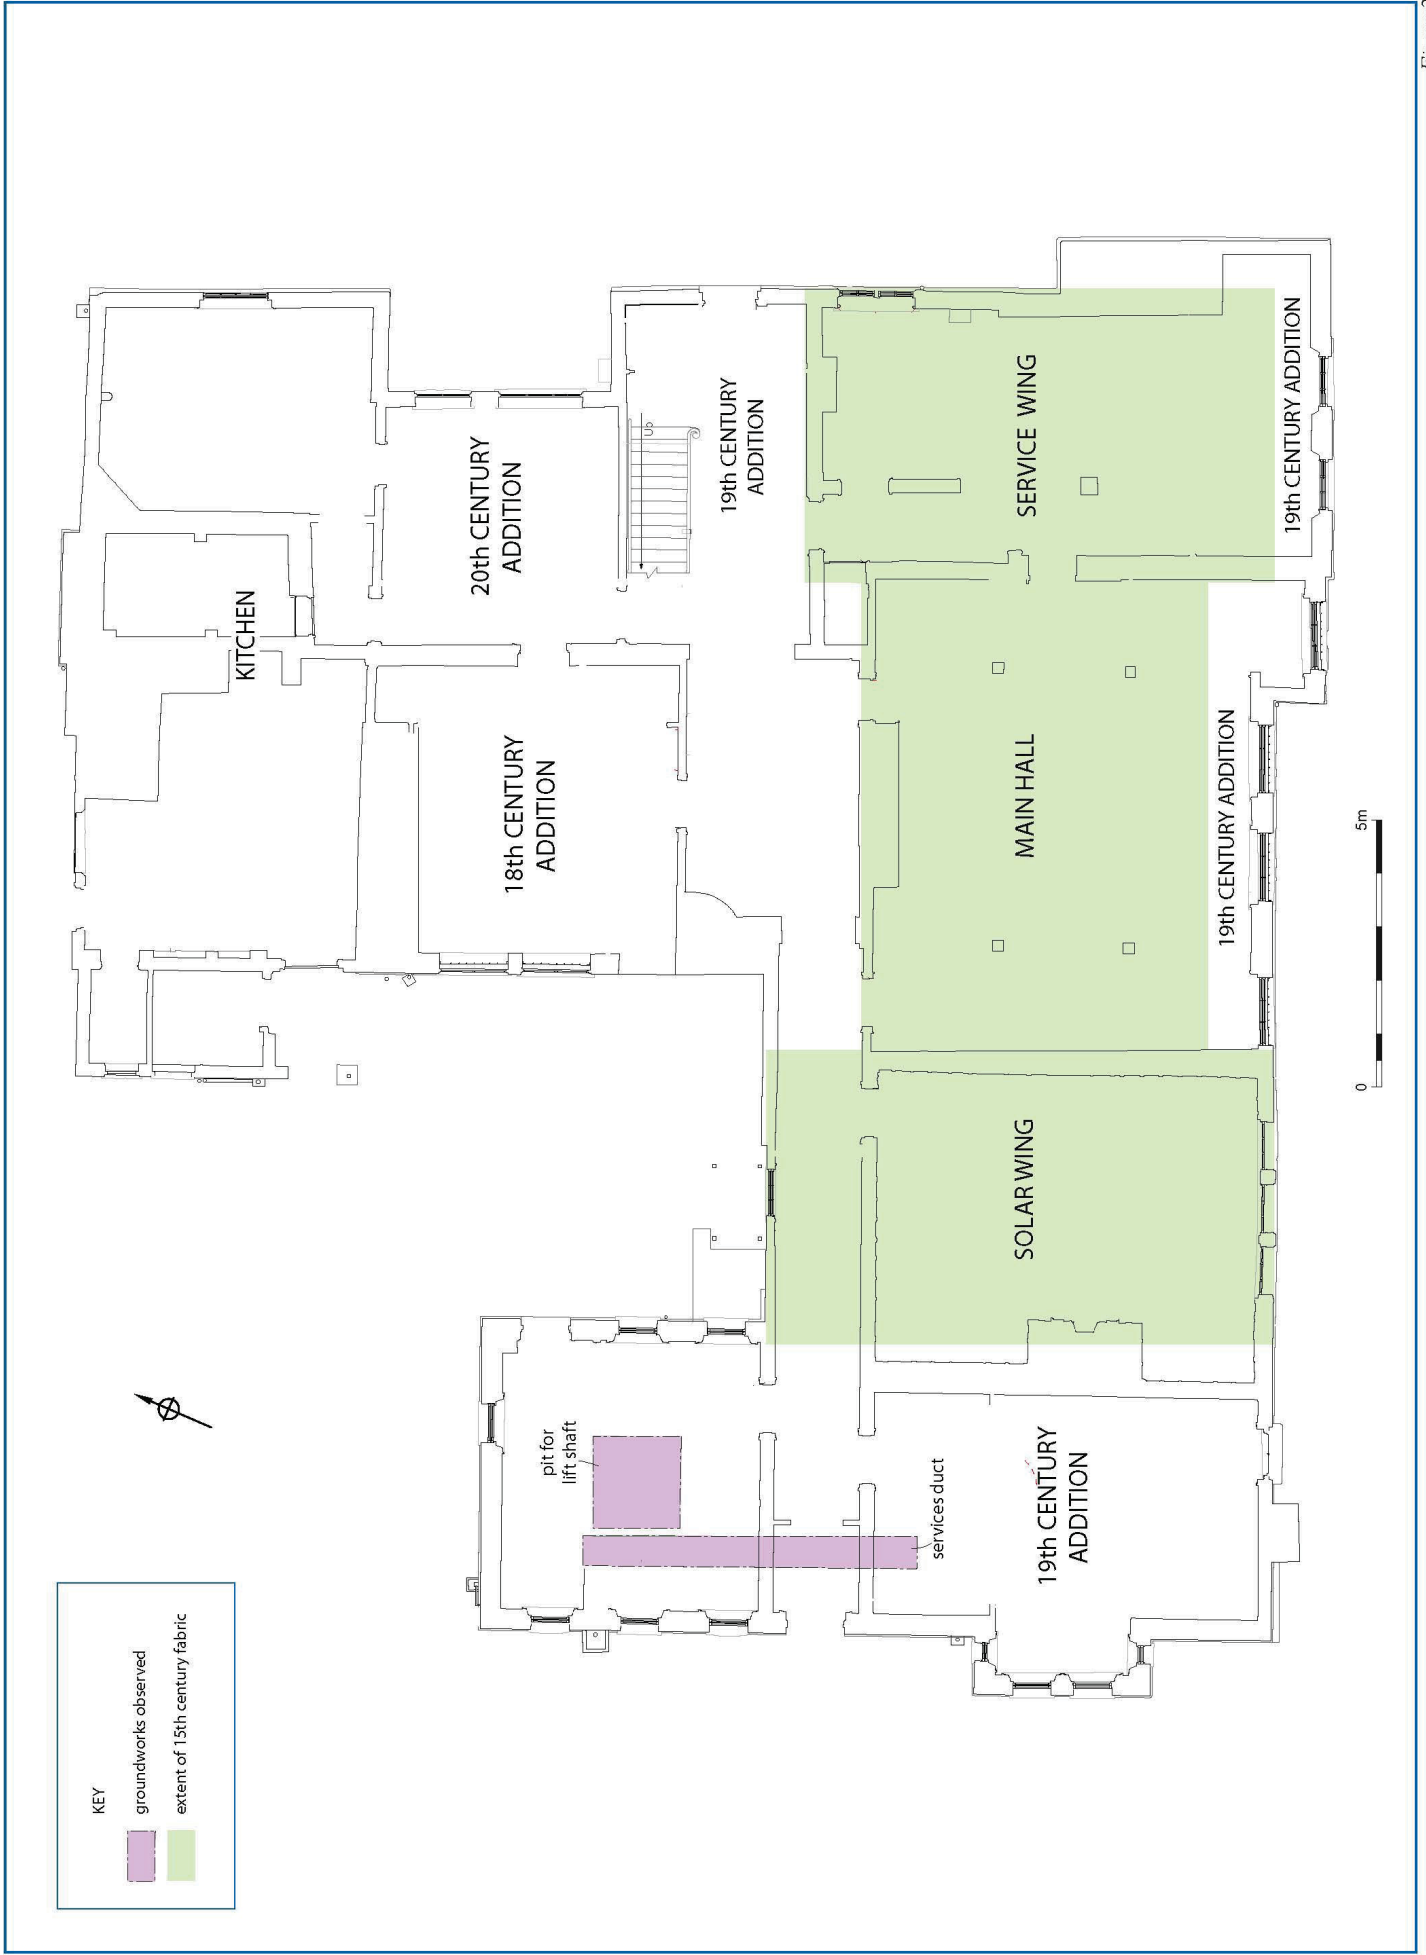 KEY
groundworks observed
extent of 15th century fabric
pit for
lift shaft
services duct
19th CENTURY
ADDITION
SOLAR WING
18th CENTURY
ADDITION
MAIN HALL
19th CENTURY ADDITION
KITCHEN
20th CENTURY
ADDITION
19th CENTURY
ADDITION
SERVICE WING
19th CENTURY ADDITION
0
5m